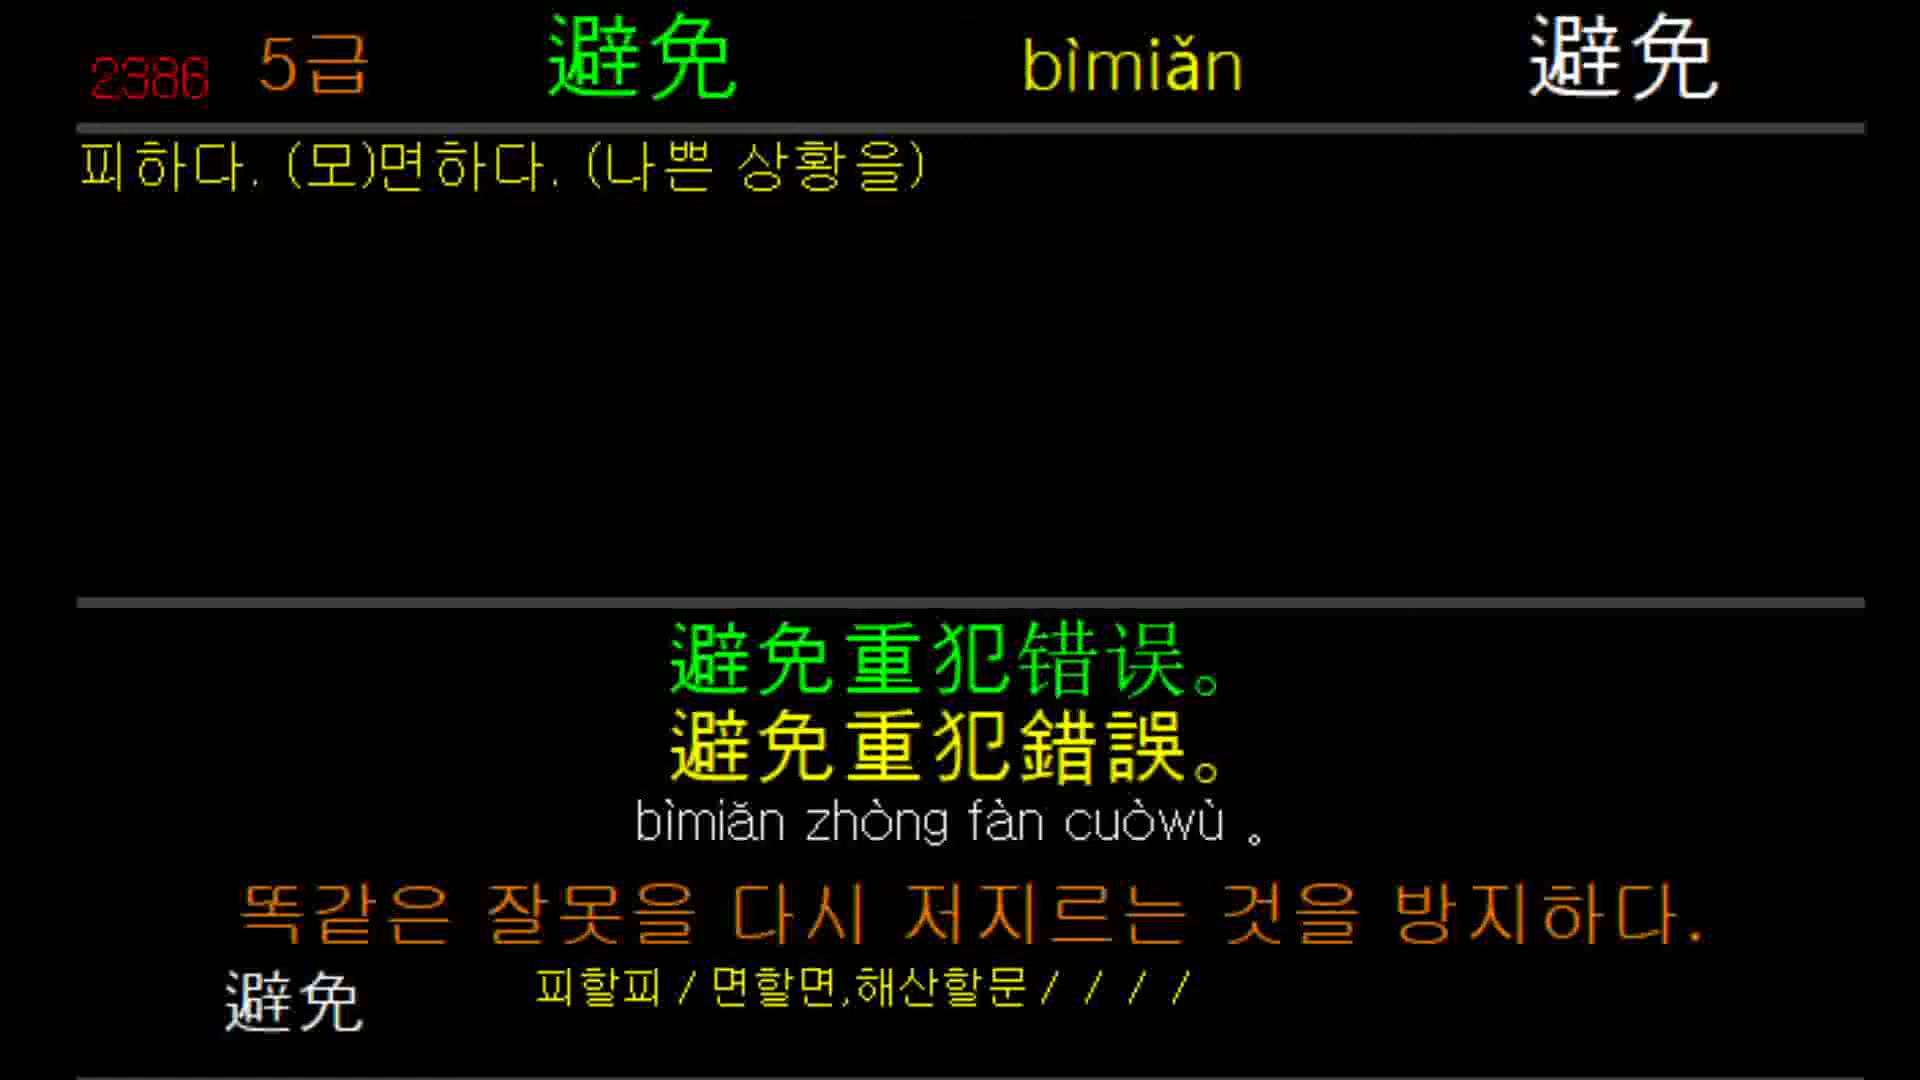 2386 5급 避免 bìmiǎn 避免
피하다. (모)면하다. (나쁜 상황을)
避免重犯错误。
避免重犯錯誤。
bìmiǎn zhòng fàn cuòwù 。
똑같은 잘못을 다시 저지르는 것을 방지하다.
避免 피할피 / 면할면,해산할문 / / / /